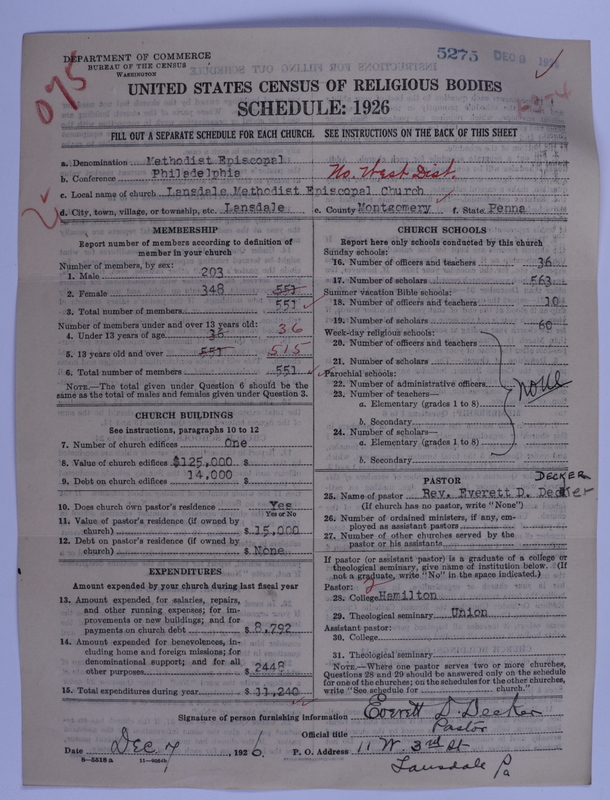 DEPARTMENT OF COMMERCE
BUREAU OF THE CENSUS
WASHINGTON
5275 DEC 9
075
UNITED STATES CENSUS OF RELIGIOUS BODIES
SCHEDULE: 1926
FILL OUT A SEPARATE SCHEDULE FOR EACH CHURCH. SEE INSTRUCTIONS ON THE BACK OF THIS SHEET
a. Denomination Methodist Episcopal
b. Conference Philadelphia No. West Dist.
c. Local name of church Lansdale Methodist Episcopal Church
d. City, town, village, or township, etc. Lansdale e. County Montgomery f. State Penna
MEMBERSHIP
Report number of members according to definition of
member in your church
Number of members, by sex:
1. Male 203
2. Female 348 551
3. Total number of members 551
Number of members under and over 13 years old:
4. Under 13 years of age 36 36
5. 13 years old and over 551 515
6. Total number of members 551
NOTE.—The total given under Question 6 should be the
same as the total of males and females given under Question 3.
CHURCH BUILDINGS
See instructions, paragraphs 10 to 12
7. Number of church edifices One
8. Value of church edifices $125,000 $
9. Debt on church edifices 14,000 $
10. Does church own pastor's residence Yes
Yes or No
11. Value of pastor's residence (if owned by
church) $ 15,000
12. Debt on pastor's residence (if owned by
church) $ None
EXPENDITURES
Amount expended by your church during last fiscal year
13. Amount expended for salaries, repairs,
and other running expenses; for im-
provements or new buildings; and for
payments on church debt $ 8,792
14. Amount expended for benevolences, in-
cluding home and foreign missions; for
denominational support; and for all
other purposes $ 2448
15. Total expenditures during year $ 11,240
CHURCH SCHOOLS
Report here only schools conducted by this church
Sunday schools:
16. Number of officers and teachers 36
17. Number of scholars 563
Summer vacation Bible schools:
18. Number of officers and teachers 10
19. Number of scholars 60
Week-day religious schools:
20. Number of officers and teachers
21. Number of scholars
Parochial schools:
22. Number of administrative officers
none
23. Number of teachers—
a. Elementary (grades 1 to 8)
b. Secondary
24. Number of scholars—
a. Elementary (grades 1 to 8)
b. Secondary
PASTOR
DECKER
25. Name of pastor Rev. Everett D. Decker
(If church has no pastor, write "None")
26. Number of ordained ministers, if any, em-
ployed as assistant pastors
27. Number of other churches served by the
pastor or his assistants
If pastor (or assistant pastor) is a graduate of a college or
theological seminary, give name of institution below. (If
not a graduate, write "No" in the space indicated.)
Pastor:
28. College Hamilton
29. Theological seminary Union
Assistant pastor:
30. College
31. Theological seminary
NOTE.—Where one pastor serves two or more churches,
Questions 28 and 29 should be answered only on the schedule
for one of the churches; on the schedules for the other churches,
write "See schedule for church."
Signature of person furnishing information Everett D. Decker
Official title Pastor
Date Dec 7, 1926. P. O. Address 11 W. 3rd St
Lansdale Pa
8-5518a